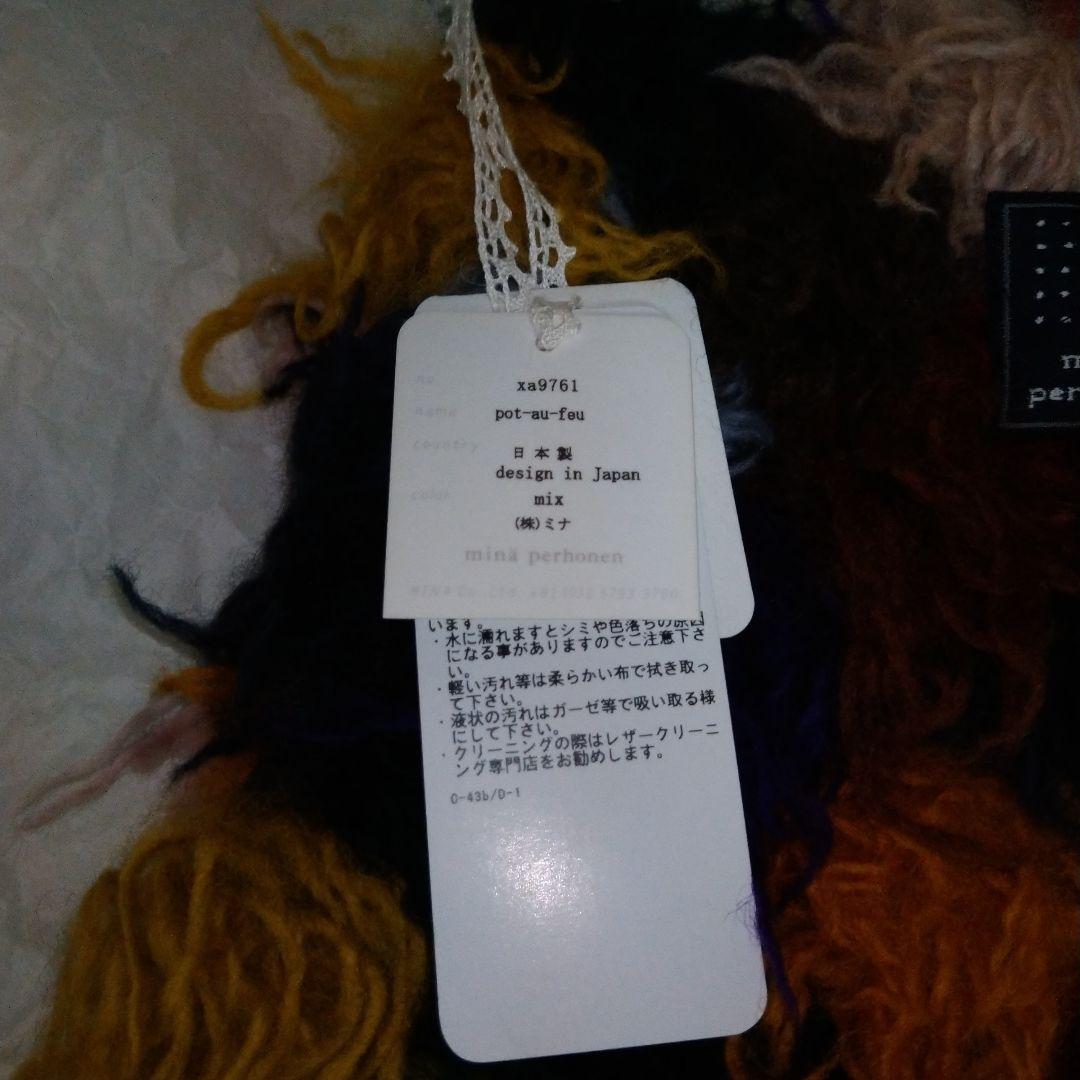 no xa9761
name pot-au-feu
country 日本製
design in Japan
color mix
(株)ミナ
minä perhonen
います。
・水に濡れますとシミや色落ちの原因
になる事がありますのでご注意下さ
い。
・軽い汚れ等は柔らかい布で拭き取っ
て下さい。
・液状の汚れはガーゼ等で吸い取る様
にして下さい。
・クリーニングの際はレザークリーニ
ング専門店をお勧めします。
O-43b/D-1
m
per